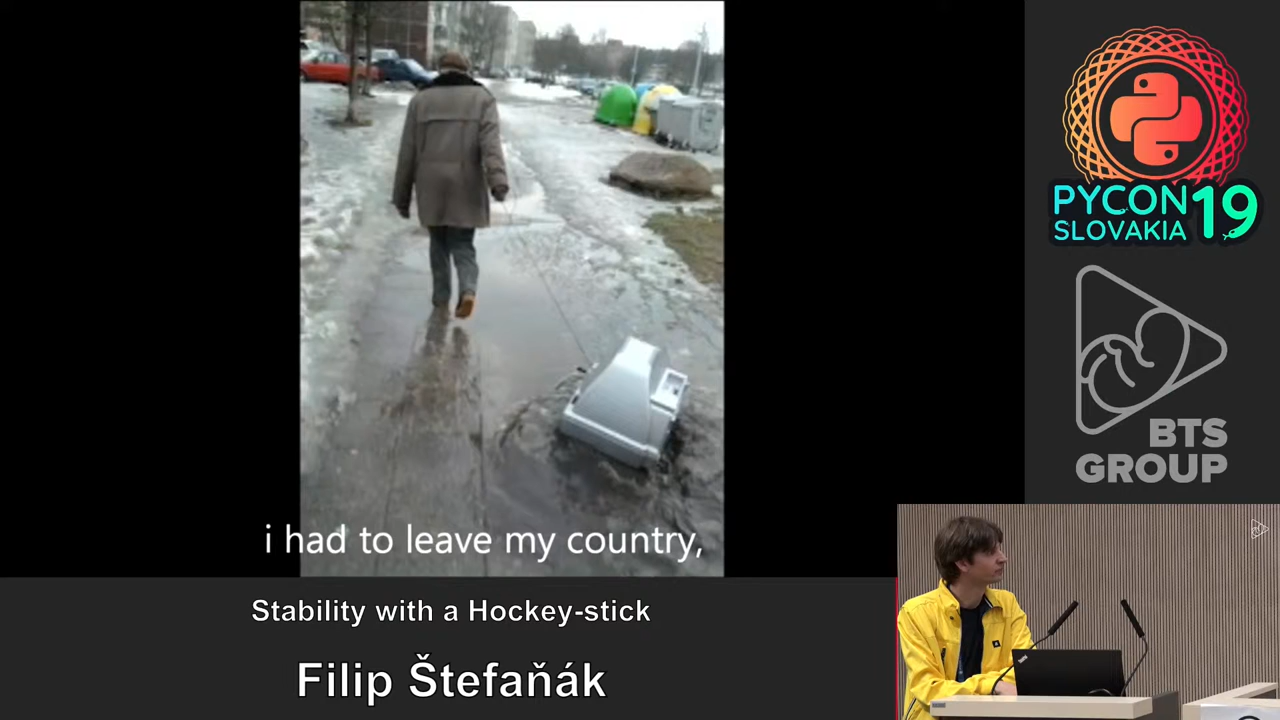 i had to leave my country,
Stability with a Hockey-stick
Filip Štefaňák
PYCON 19
SLOVAKIA
BTS
GROUP